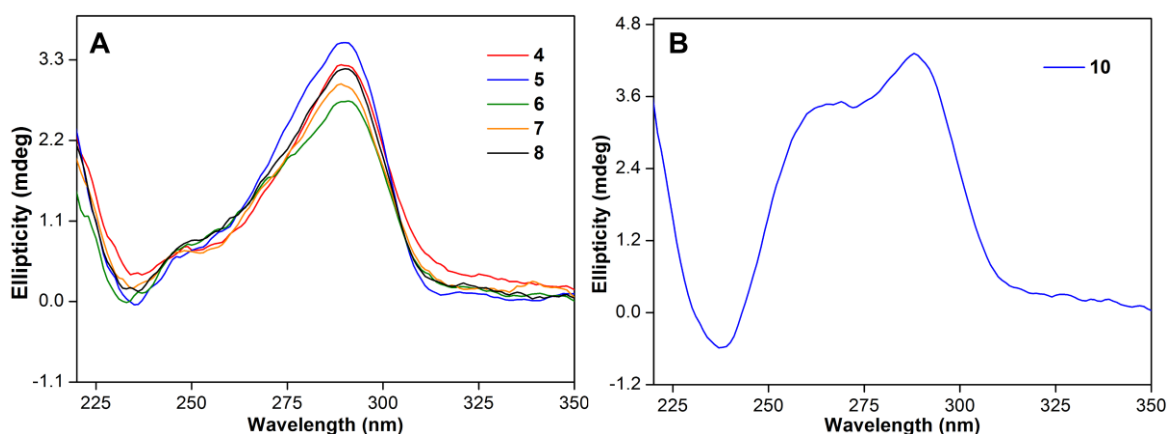 A
4
5
6
7
8
3.3
2.2
1.1
0.0
-1.1
Ellipticity (mdeg)
225 250 275 300 325 350
Wavelength (nm)
B
10
4.8
3.6
2.4
1.2
0.0
-1.2
Ellipticity (mdeg)
225 250 275 300 325 350
Wavelength (nm)